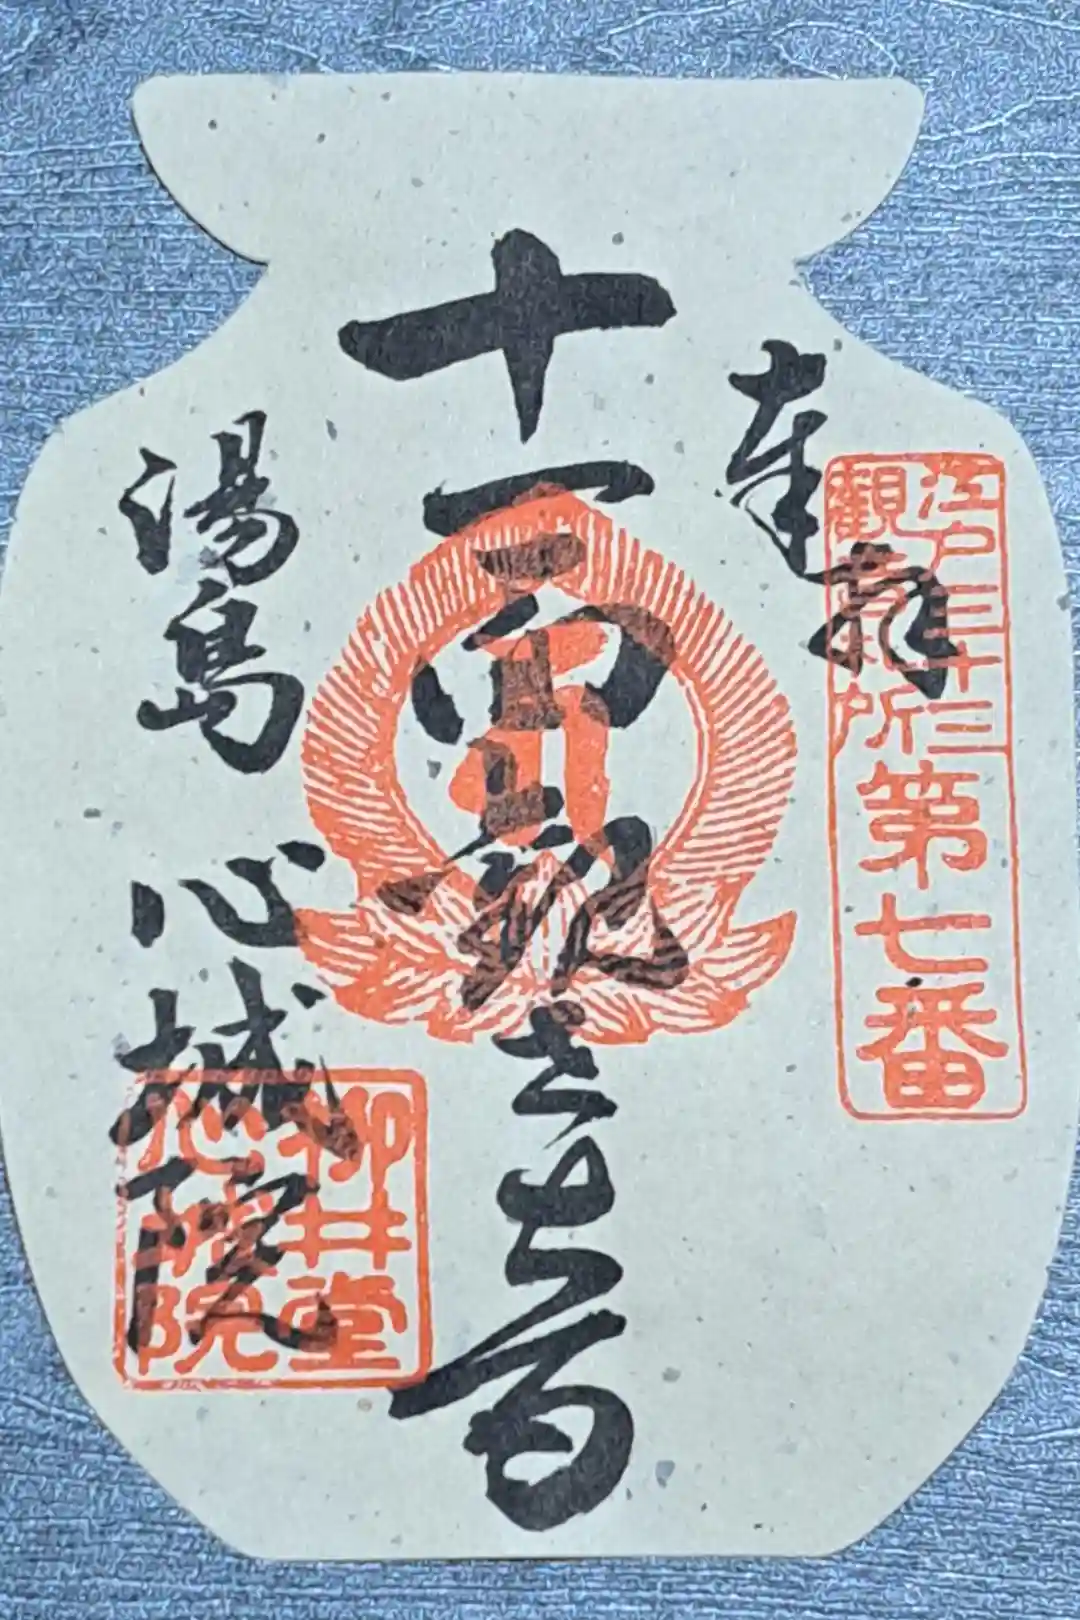 奉拝
江戸三十三
観音札所
第七番
十一面観世音
湯島 心城院
柳井堂
心城院